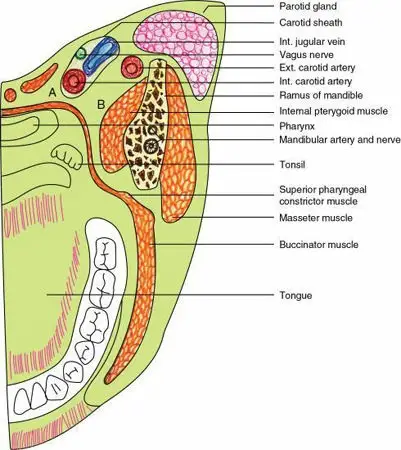 Parotid gland
Carotid sheath
Int. jugular vein
Vagus nerve
Ext. carotid artery
Int. carotid artery
Ramus of mandible
Internal pterygoid muscle
Pharynx
Mandibular artery and nerve
Tonsil
Superior pharyngeal
constrictor muscle
Masseter muscle
Buccinator muscle
Tongue
A
B